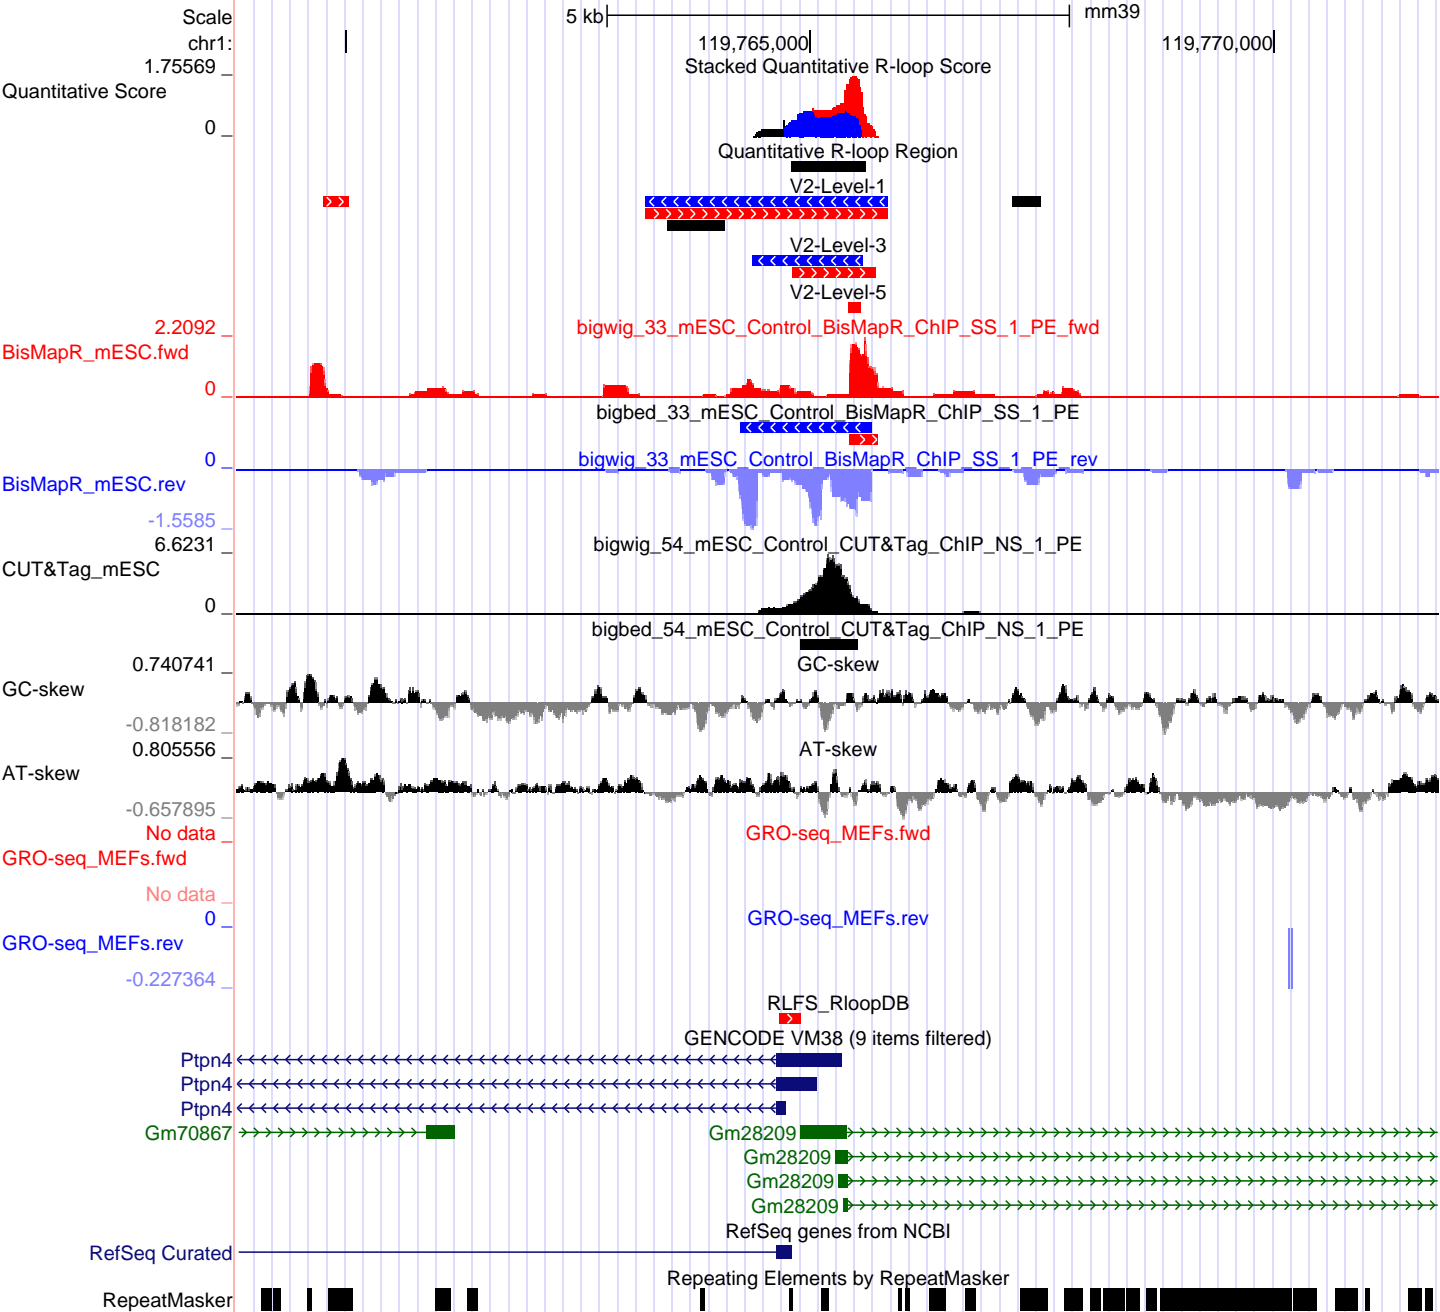 Scale 5 kb mm39
chr1: 119,765,000 119,770,000
1.75569 Stacked Quantitative R-loop Score
Quantitative Score
0
Quantitative R-loop Region
V2-Level-1
V2-Level-3
V2-Level-5
2.2092 bigwig_33_mESC_Control_BisMapR_ChIP_SS_1_PE_fwd
BisMapR_mESC.fwd
0
bigbed_33_mESC_Control_BisMapR_ChIP_SS_1_PE
0 bigwig_33_mESC_Control_BisMapR_ChIP_SS_1_PE_rev
BisMapR_mESC.rev
-1.5585
6.6231 bigwig_54_mESC_Control_CUT&Tag_ChIP_NS_1_PE
CUT&Tag_mESC
0
bigbed_54_mESC_Control_CUT&Tag_ChIP_NS_1_PE
0.740741 GC-skew
GC-skew
-0.818182
0.805556 AT-skew
AT-skew
-0.657895
No data GRO-seq_MEFs.fwd
GRO-seq_MEFs.fwd
No data
0 GRO-seq_MEFs.rev
GRO-seq_MEFs.rev
-0.227364
RLFS_RloopDB
GENCODE VM38 (9 items filtered)
Ptpn4
Ptpn4
Ptpn4
Gm70867 Gm28209
Gm28209
Gm28209
Gm28209
RefSeq genes from NCBI
RefSeq Curated
Repeating Elements by RepeatMasker
RepeatMasker